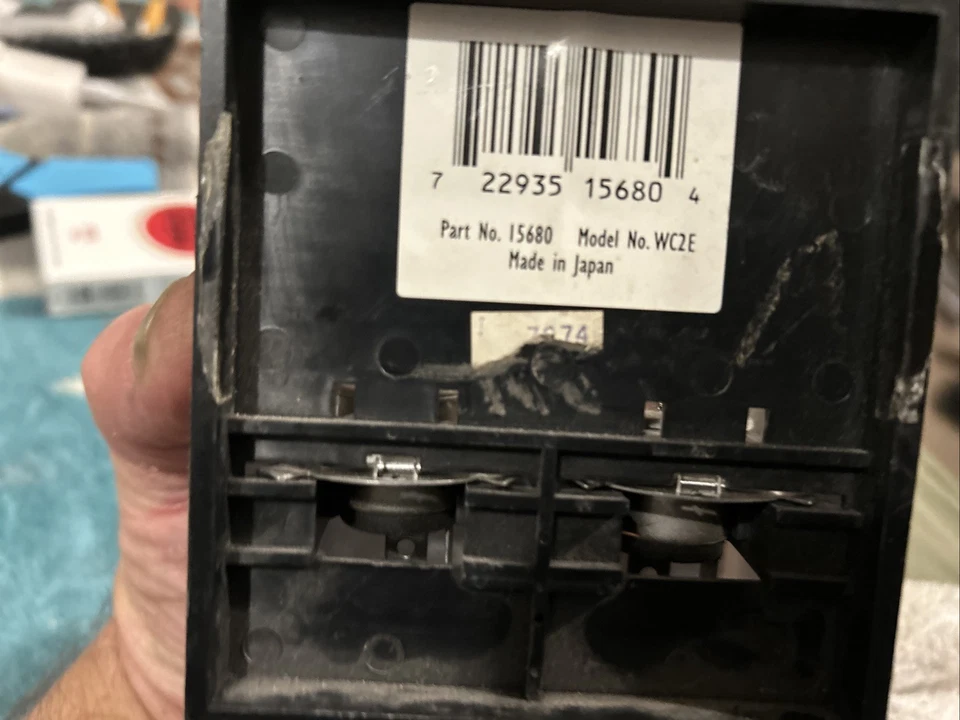 7 22935 15680 4
Part No. 15680 Model No. WC2E
Made in Japan